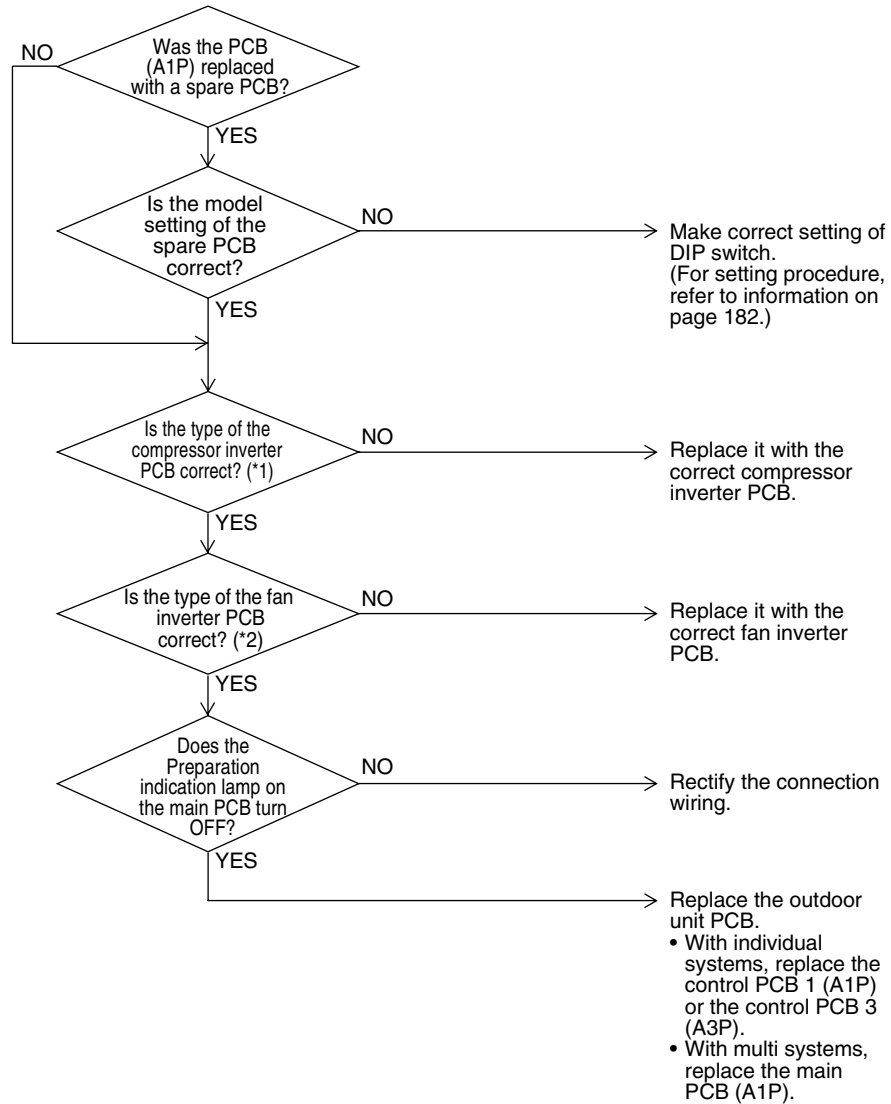 Was the PCB
(A1P) replaced
with a spare PCB?
NO
YES
Is the model
setting of the
spare PCB
correct?
NO
Make correct setting of
DIP switch.
(For setting procedure,
refer to information on
page 182.)
YES
Is the type of the
compressor inverter
PCB correct? (*1)
NO
Replace it with the
correct compressor
inverter PCB.
YES
Is the type of the fan
inverter PCB
correct? (*2)
NO
Replace it with the
correct fan inverter
PCB.
YES
Does the
Preparation
indication lamp on
the main PCB turn
OFF?
NO
Rectify the connection
wiring.
YES
Replace the outdoor
unit PCB.
• With individual
systems, replace the
control PCB 1 (A1P)
or the control PCB 3
(A3P).
• With multi systems,
replace the main
PCB (A1P).